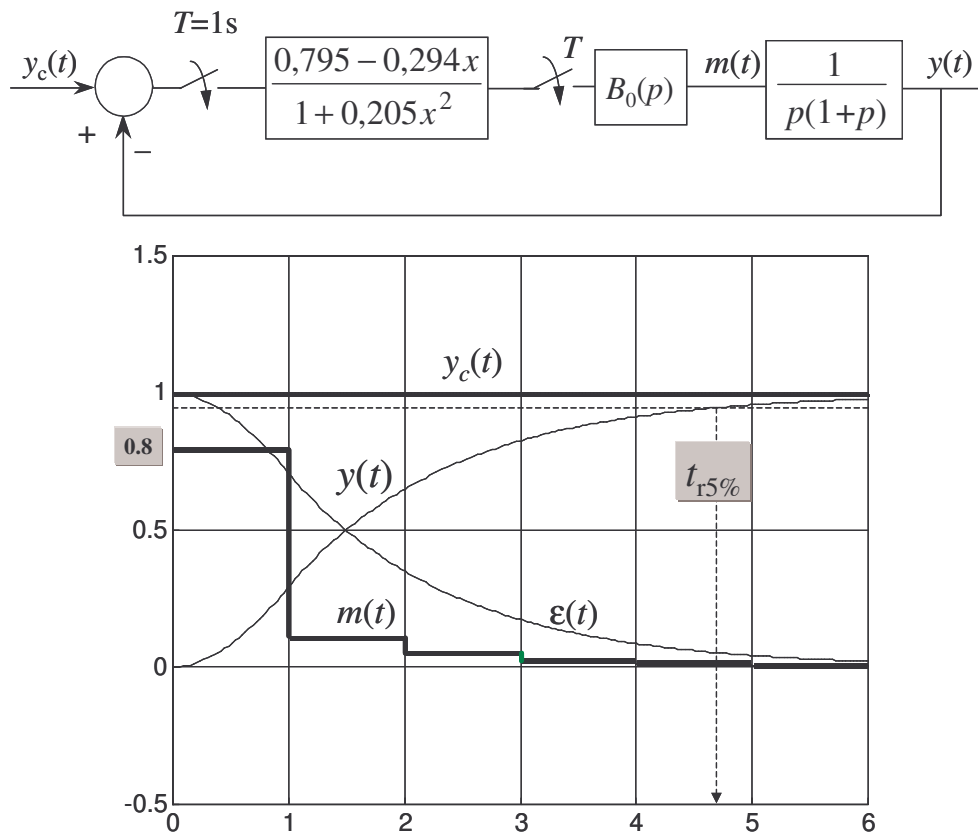 T=1s
y_c(t)
+
−
0,795 − 0,294x
1 + 0,205x²
T
B₀(p)
m(t)
1
p(1+p)
y(t)
1.5
y_c(t)
1
0.8
y(t)
t_r5%
0.5
m(t)
ε(t)
0
-0.5
0 1 2 3 4 5 6